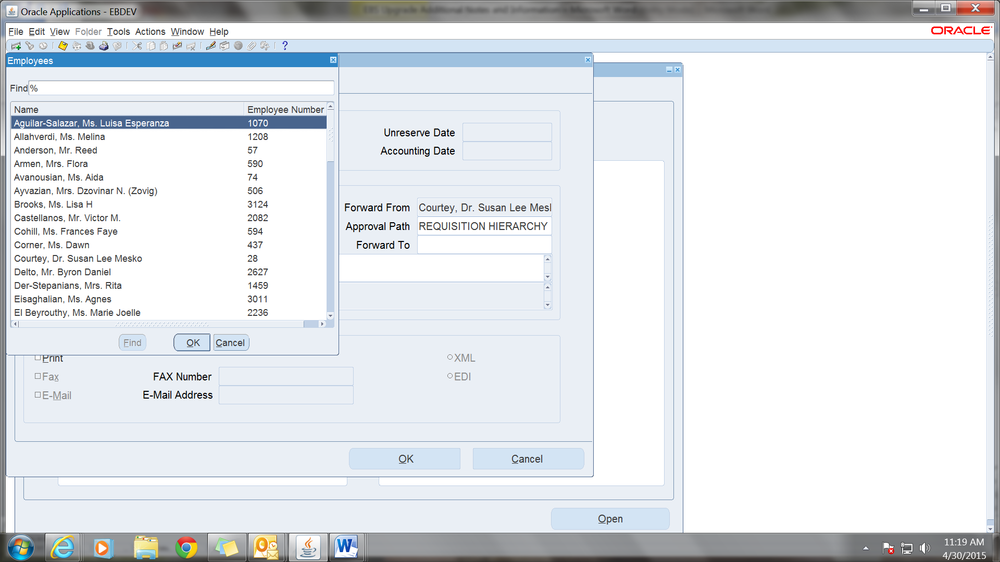 Oracle Applications - EBDEV
File Edit View Folder Tools Actions Window Help
ORACLE
Employees
Find %
Name Employee Number
Aguilar-Salazar, Ms. Luisa Esperanza 1070
Allahverdi, Ms. Melina 1208
Anderson, Mr. Reed 57
Armen, Mrs. Flora 590
Avanousian, Ms. Aida 74
Ayvazian, Mrs. Dzovinar N. (Zovig) 506
Brooks, Ms. Lisa H 3124
Castellanos, Mr. Victor M. 2082
Cohill, Ms. Frances Faye 594
Corner, Ms. Dawn 437
Courtey, Dr. Susan Lee Mesko 28
Delto, Mr. Byron Daniel 2627
Der-Stepanians, Mrs. Rita 1459
Eisaghalian, Ms. Agnes 3011
El Beyrouthy, Ms. Marie Joelle 2236
Find OK Cancel
Unreserve Date
Accounting Date
Forward From Courtey, Dr. Susan Lee Mesl
Approval Path REQUISITION HIERARCHY
Forward To
Print XML
Fax FAX Number EDI
E-Mail E-Mail Address
OK Cancel
Open
11:19 AM
4/30/2015